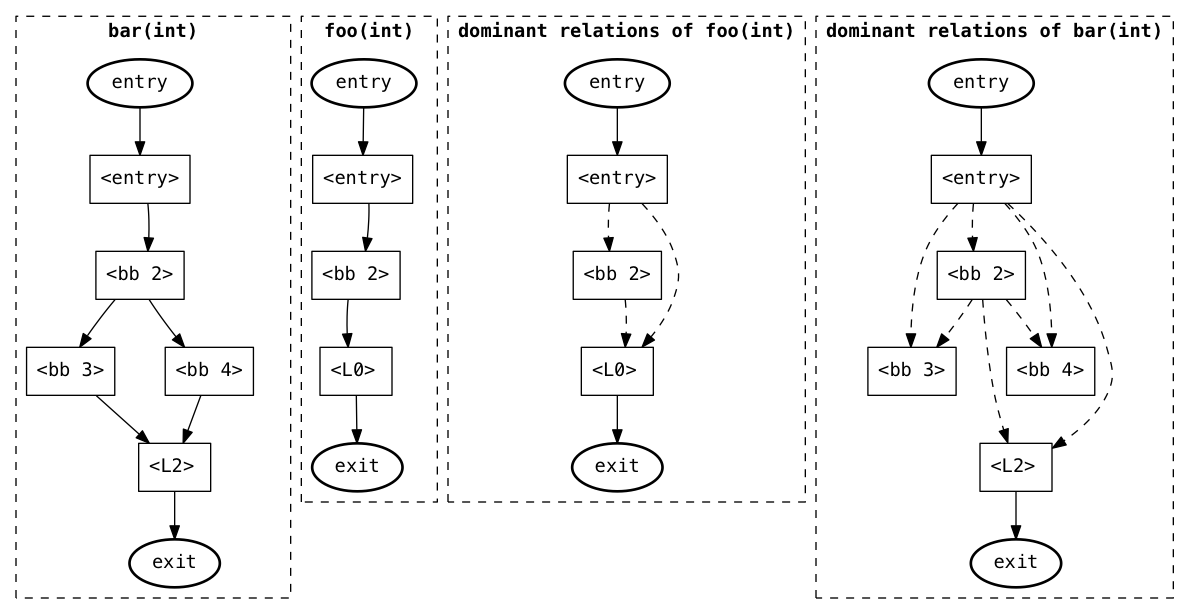 bar(int)
entry
<entry>
<bb 2>
<bb 3>
<bb 4>
<L2>
exit
foo(int)
entry
<entry>
<bb 2>
<L0>
exit
dominant relations of foo(int)
entry
<entry>
<bb 2>
<L0>
exit
dominant relations of bar(int)
entry
<entry>
<bb 2>
<bb 3>
<bb 4>
<L2>
exit